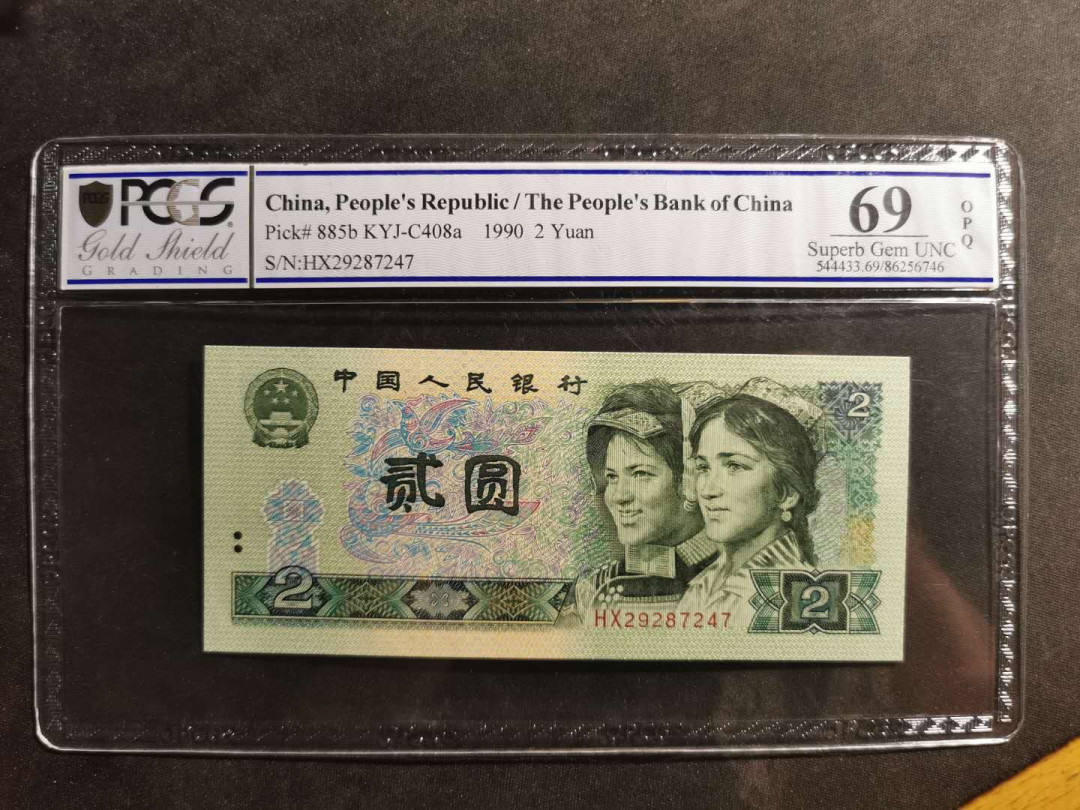 PCGS
PCGS
Gold Shield
GRADING
China, People's Republic / The People's Bank of China
Pick# 885b KYJ-C408a 1990 2 Yuan
S/N:HX29287247
69
Superb Gem UNC
544433.69/86256746
OPQ
中国人民银行
2
贰圆
2
HX29287247
2